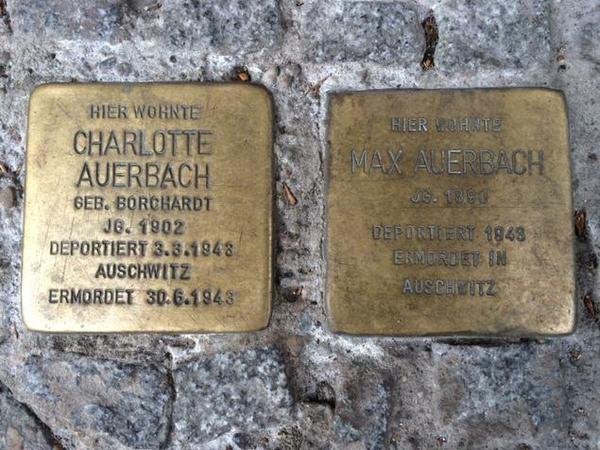 HIER WOHNTE
CHARLOTTE
AUERBACH
GEB. BORCHARDT
JG. 1902
DEPORTIERT 3.3.1943
AUSCHWITZ
ERMORDET 30.6.1943
HIER WOHNTE
MAX AUERBACH
JG. 1890
DEPORTIERT 1943
ERMORDET IN
AUSCHWITZ